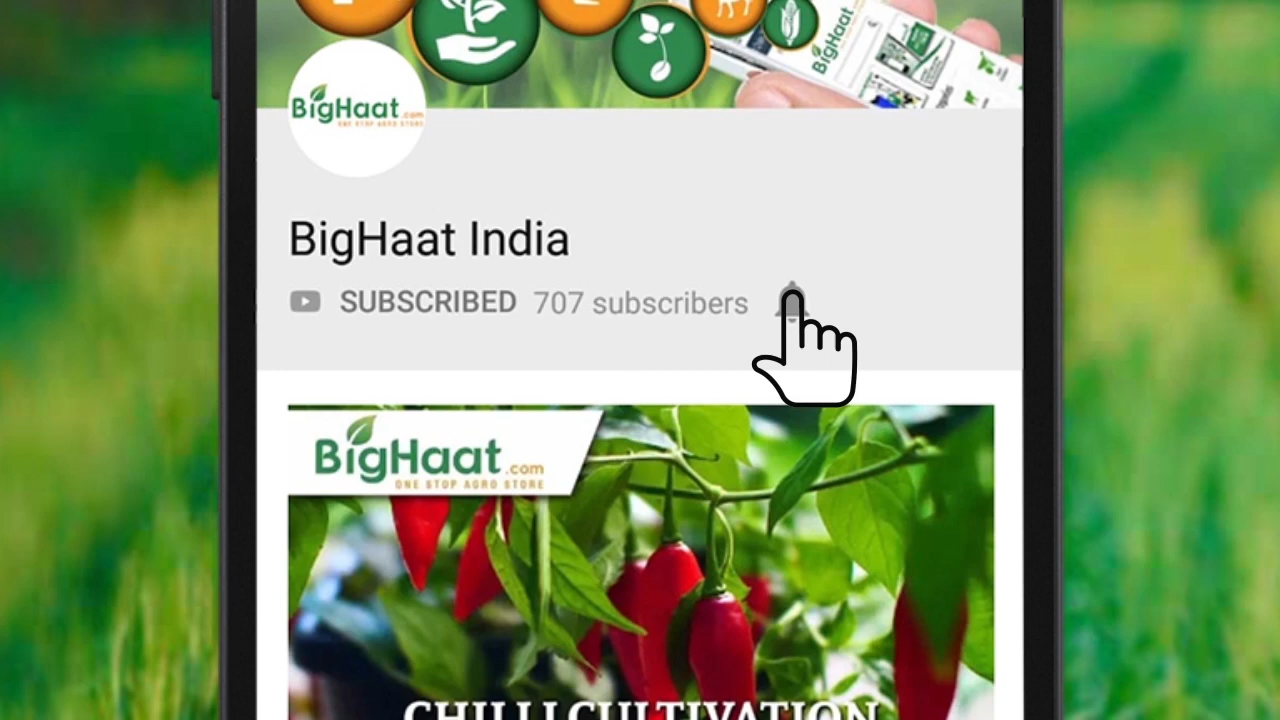 BigHaat
BigHaat.com
ONE STOP AGRO STORE
BigHaat India
SUBSCRIBED 707 subscribers
BigHaat.com
ONE STOP AGRO STORE
CHILLI CULTIVATION